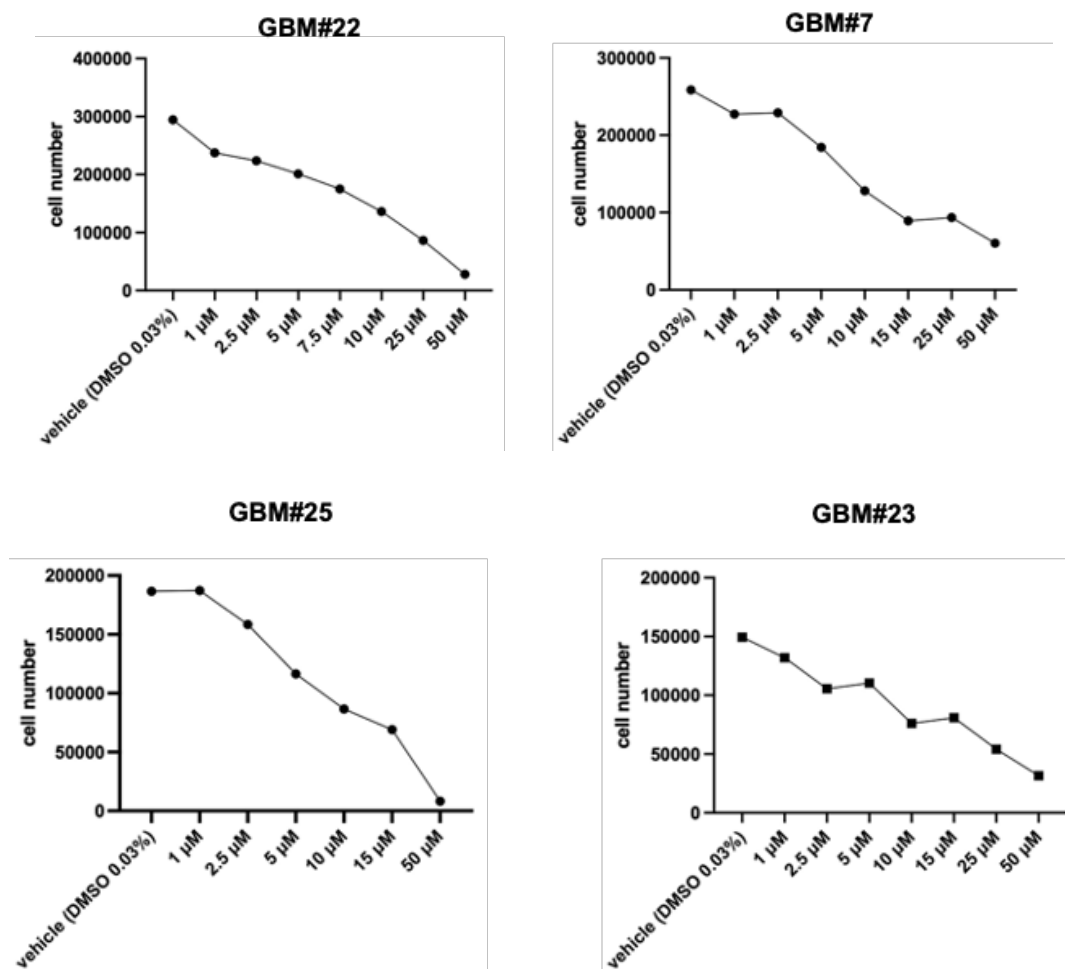 GBM#22
cell number
400000
300000
200000
100000
0
vehicle (DMSO 0.03%)
1 µM
2.5 µM
5 µM
7.5 µM
10 µM
25 µM
50 µM
GBM#7
cell number
300000
200000
100000
0
vehicle (DMSO 0.03%)
1 µM
2.5 µM
5 µM
10 µM
15 µM
25 µM
50 µM
GBM#25
cell number
200000
150000
100000
50000
0
vehicle (DMSO 0.03%)
1 µM
2.5 µM
5 µM
10 µM
15 µM
50 µM
GBM#23
cell number
200000
150000
100000
50000
0
vehicle (DMSO 0.03%)
1 µM
2.5 µM
5 µM
10 µM
15 µM
25 µM
50 µM